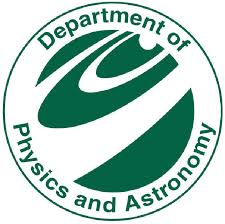 Department of
Physics and Astronomy